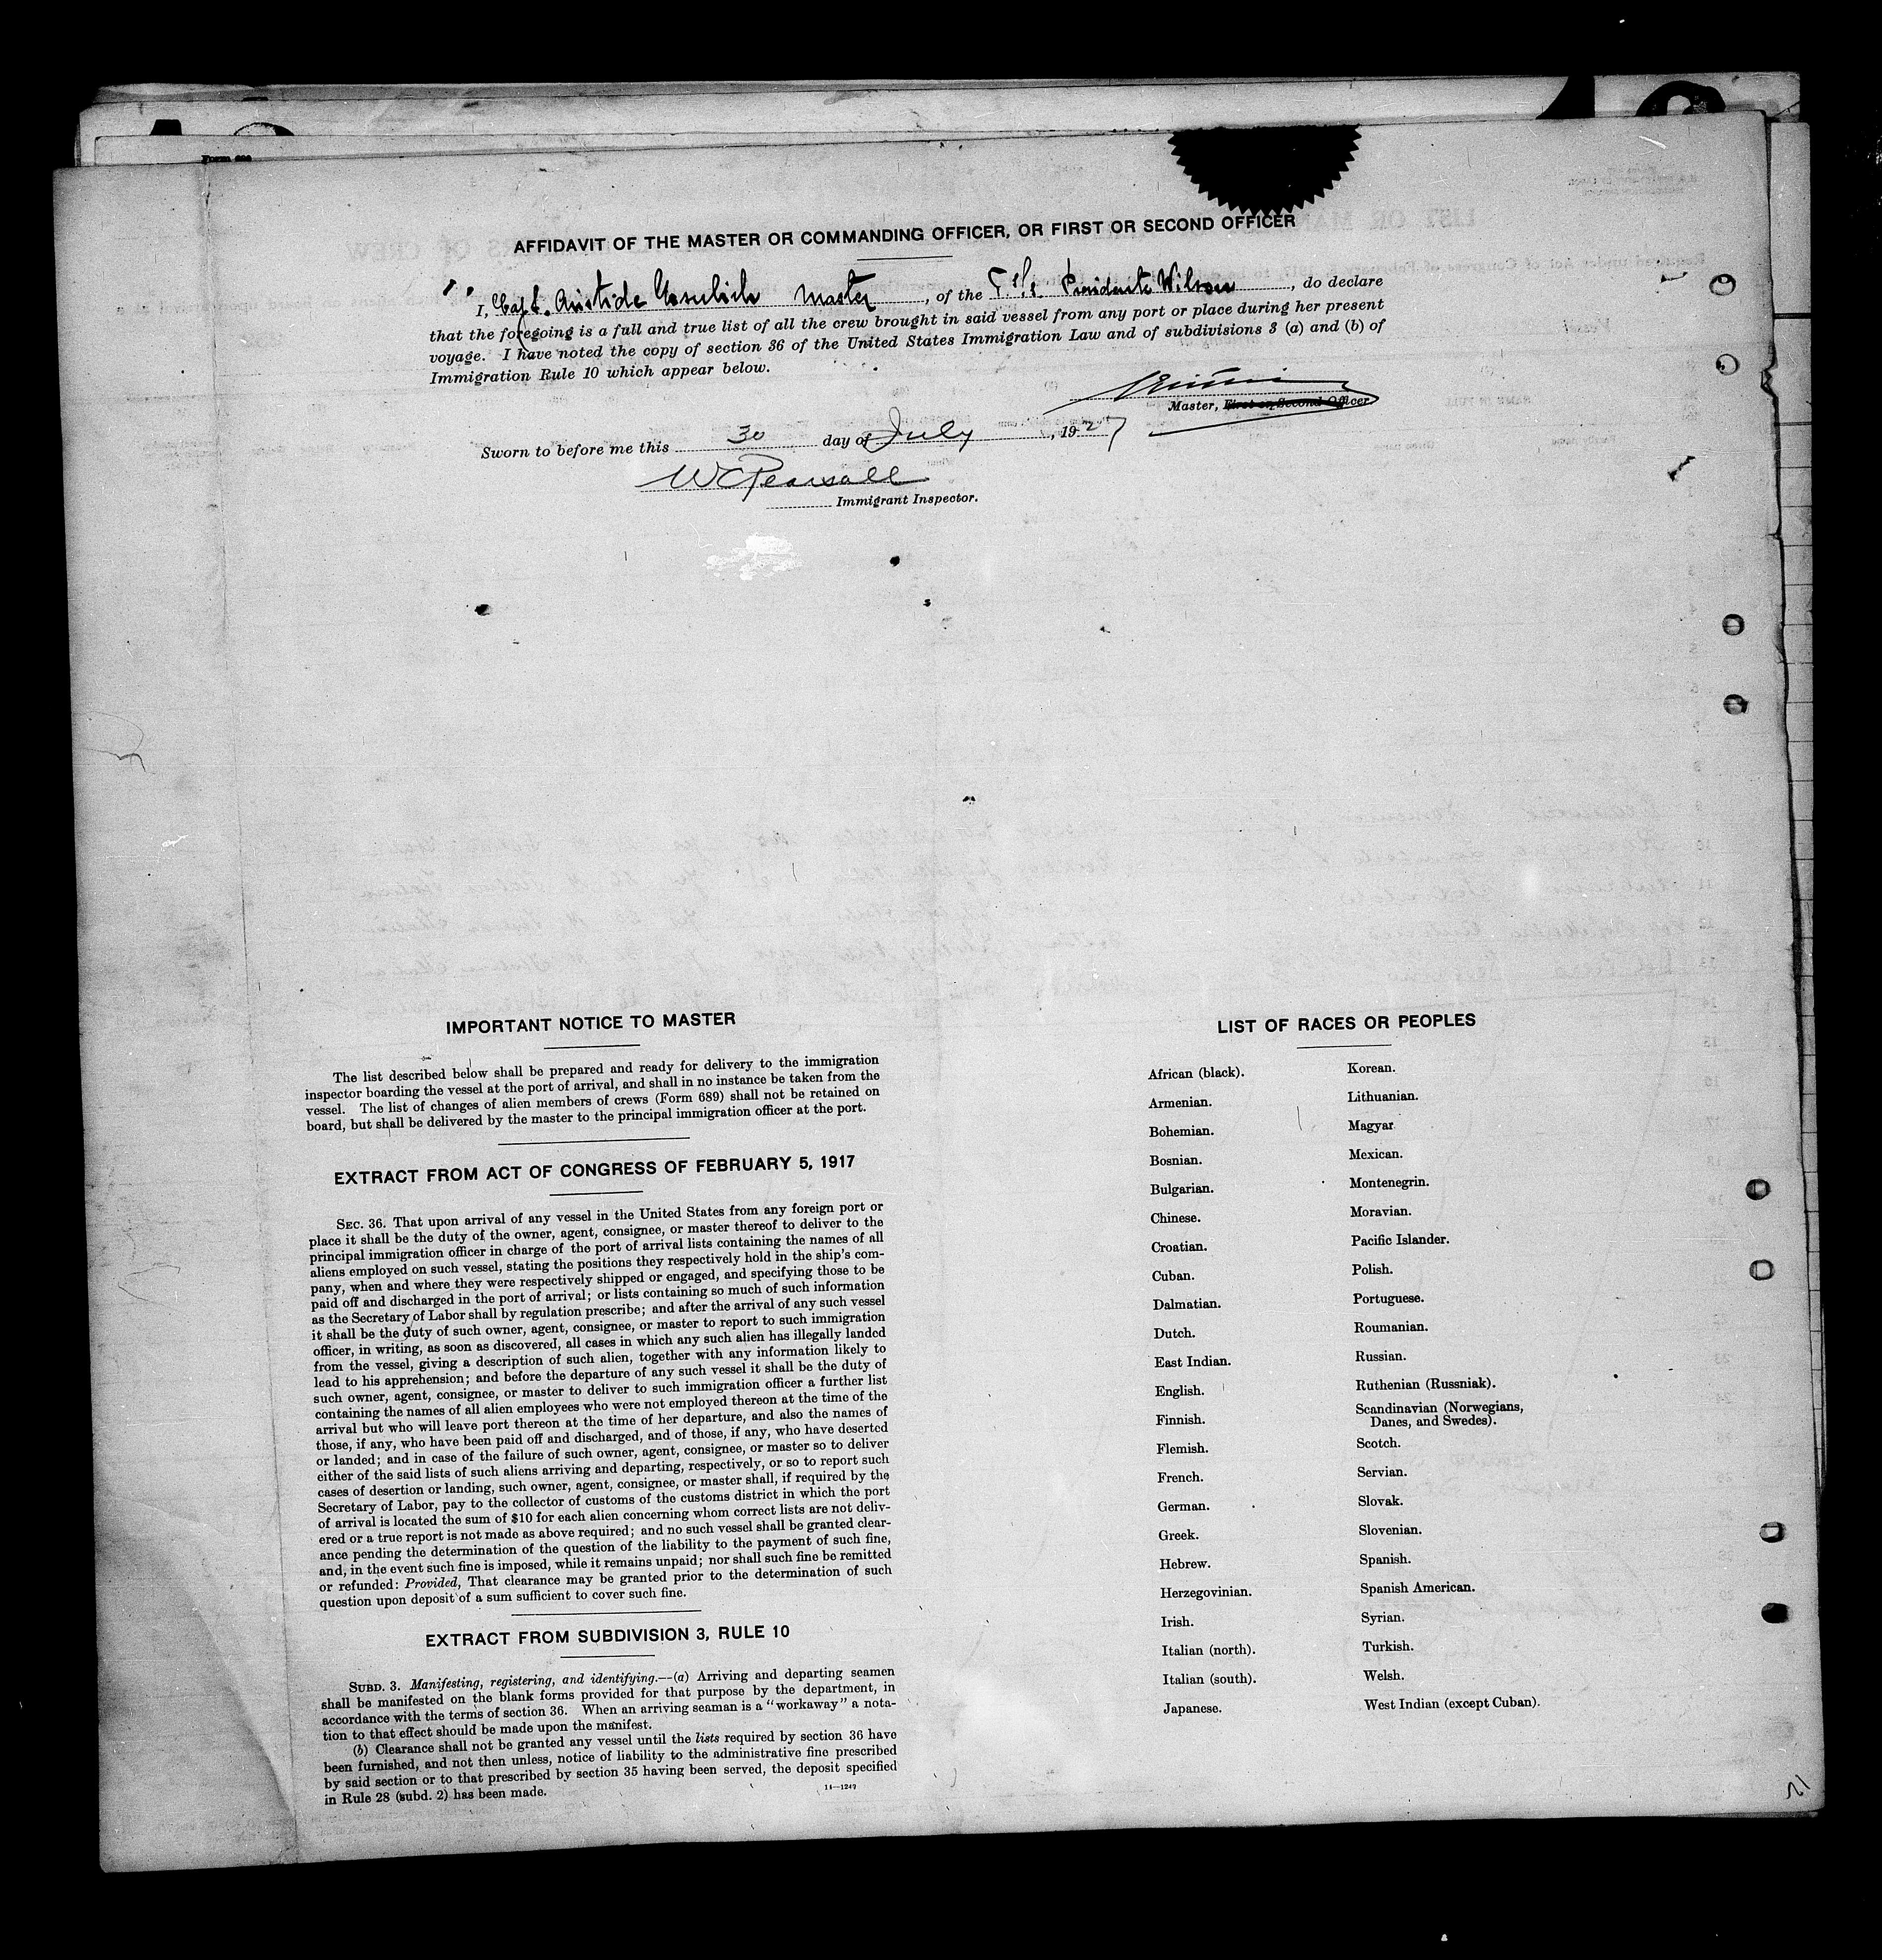 AFFIDAVIT OF THE MASTER OR COMMANDING OFFICER, OR FIRST OR SECOND OFFICER
I, Capt. Aristide Cosulich Master, of the T.S/S. Presidente Wilson, do declare
that the foregoing is a full and true list of all the crew brought in said vessel from any port or place during her present
voyage. I have noted the copy of section 36 of the United States Immigration Law and of subdivisions 3 (a) and (b) of
Immigration Rule 10 which appear below.
Master, First or Second Officer.
Sworn to before me this 30 day of July, 1927
W C Pearsall
Immigrant Inspector.
IMPORTANT NOTICE TO MASTER
The list described below shall be prepared and ready for delivery to the immigration
inspector boarding the vessel at the port of arrival, and shall in no instance be taken from the
vessel. The list of changes of alien members of crews (Form 689) shall not be retained on
board, but shall be delivered by the master to the principal immigration officer at the port.
EXTRACT FROM ACT OF CONGRESS OF FEBRUARY 5, 1917
SEC. 36. That upon arrival of any vessel in the United States from any foreign port or
place it shall be the duty of the owner, agent, consignee, or master thereof to deliver to the
principal immigration officer in charge of the port of arrival lists containing the names of all
aliens employed on such vessel, stating the positions they respectively hold in the ship's com-
pany, when and where they were respectively shipped or engaged, and specifying those to be
paid off and discharged in the port of arrival; or lists containing so much of such information
as the Secretary of Labor shall by regulation prescribe; and after the arrival of any such vessel
it shall be the duty of such owner, agent, consignee, or master to report to such immigration
officer, in writing, as soon as discovered, all cases in which any such alien has illegally landed
from the vessel, giving a description of such alien, together with any information likely to
lead to his apprehension; and before the departure of any such vessel it shall be the duty of
such owner, agent, consignee, or master to deliver to such immigration officer a further list
containing the names of all alien employees who were not employed thereon at the time of the
arrival but who will leave port thereon at the time of her departure, and also the names of
those, if any, who have been paid off and discharged, and of those, if any, who have deserted
or landed; and in case of the failure of such owner, agent, consignee, or master so to deliver
either of the said lists of such aliens arriving and departing, respectively, or so to report such
cases of desertion or landing, such owner, agent, consignee, or master shall, if required by the
Secretary of Labor, pay to the collector of customs of the customs district in which the port
of arrival is located the sum of $10 for each alien concerning whom correct lists are not deliv-
ered or a true report is not made as above required; and no such vessel shall be granted clear-
ance pending the determination of the question of the liability to the payment of such fine,
and, in the event such fine is imposed, while it remains unpaid; nor shall such fine be remitted
or refunded: Provided, That clearance may be granted prior to the determination of such
question upon deposit of a sum sufficient to cover such fine.
EXTRACT FROM SUBDIVISION 3, RULE 10
SUBD. 3. Manifesting, registering, and identifying.—(a) Arriving and departing seamen
shall be manifested on the blank forms provided for that purpose by the department, in
accordance with the terms of section 36. When an arriving seaman is a "workaway" a nota-
tion to that effect should be made upon the manifest.
(b) Clearance shall not be granted any vessel until the lists required by section 36 have
been furnished, and not then unless, notice of liability to the administrative fine prescribed
by said section or to that prescribed by section 35 having been served, the deposit specified
in Rule 28 (subd. 2) has been made.
14—1249
LIST OF RACES OR PEOPLES
African (black).
Armenian.
Bohemian.
Bosnian.
Bulgarian.
Chinese.
Croatian.
Cuban.
Dalmatian.
Dutch.
East Indian.
English.
Finnish.
Flemish.
French.
German.
Greek.
Hebrew.
Herzegovinian.
Irish.
Italian (north).
Italian (south).
Japanese.
Korean.
Lithuanian.
Magyar
Mexican.
Montenegrin.
Moravian.
Pacific Islander.
Polish.
Portuguese.
Roumanian.
Russian.
Ruthenian (Russniak).
Scandinavian (Norwegians,
Danes, and Swedes).
Scotch.
Servian.
Slovak.
Slovenian.
Spanish.
Spanish American.
Syrian.
Turkish.
Welsh.
West Indian (except Cuban).